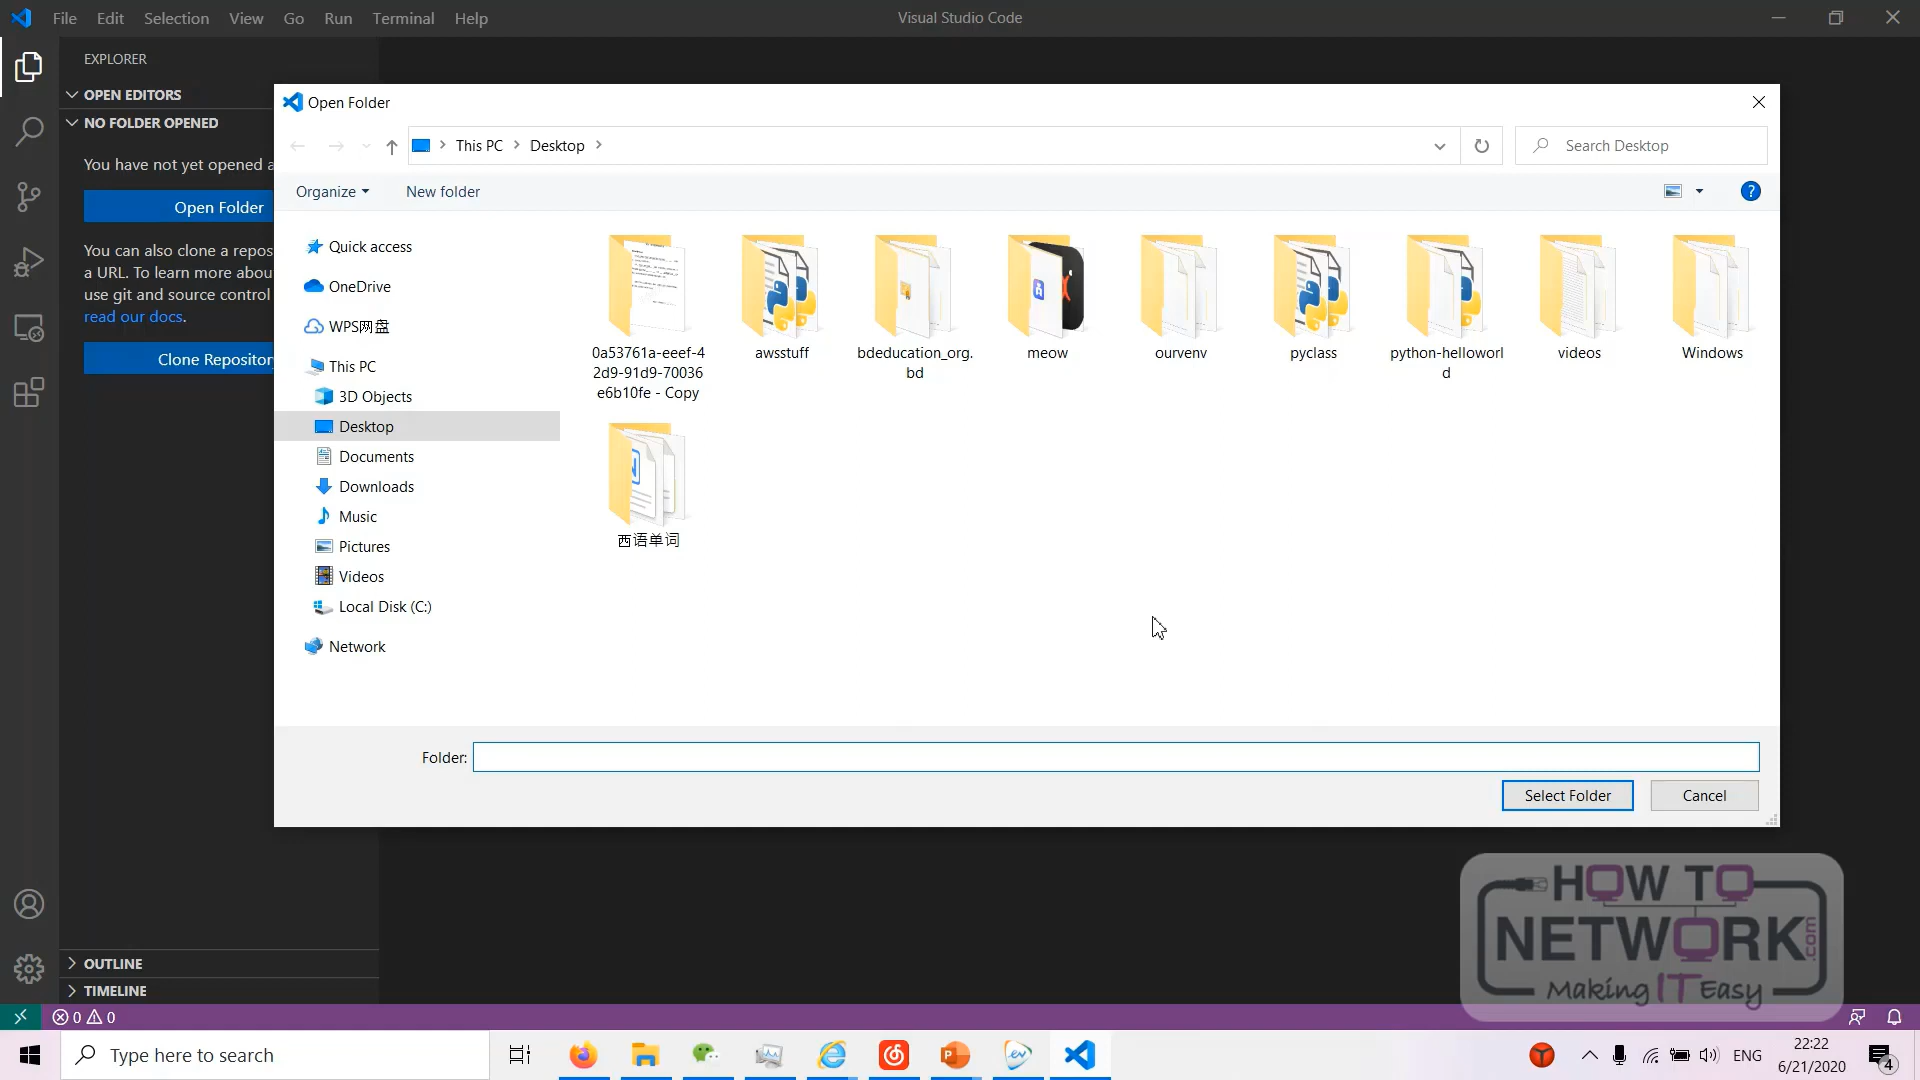 File Edit Selection View Go Run Terminal Help
Visual Studio Code
EXPLORER
OPEN EDITORS
NO FOLDER OPENED
You have not yet opened a
Open Folder
You can also clone a repos
a URL. To learn more abou
use git and source control
read our docs.
Clone Repository
OUTLINE
TIMELINE
Open Folder
This PC
Desktop
Search Desktop
Organize
New folder
Quick access
OneDrive
WPS网盘
This PC
3D Objects
Desktop
Documents
Downloads
Music
Pictures
Videos
Local Disk (C:)
Network
0a53761a-eeef-4
2d9-91d9-70036
e6b10fe - Copy
awsstuff
bdeducation_org.
bd
meow
ourvenv
pyclass
python-helloworl
d
videos
Windows
西语单词
Folder:
Select Folder
Cancel
HOW TO
NETWORK.com
Making IT Easy
0 0
Type here to search
ENG
22:22
6/21/2020
4